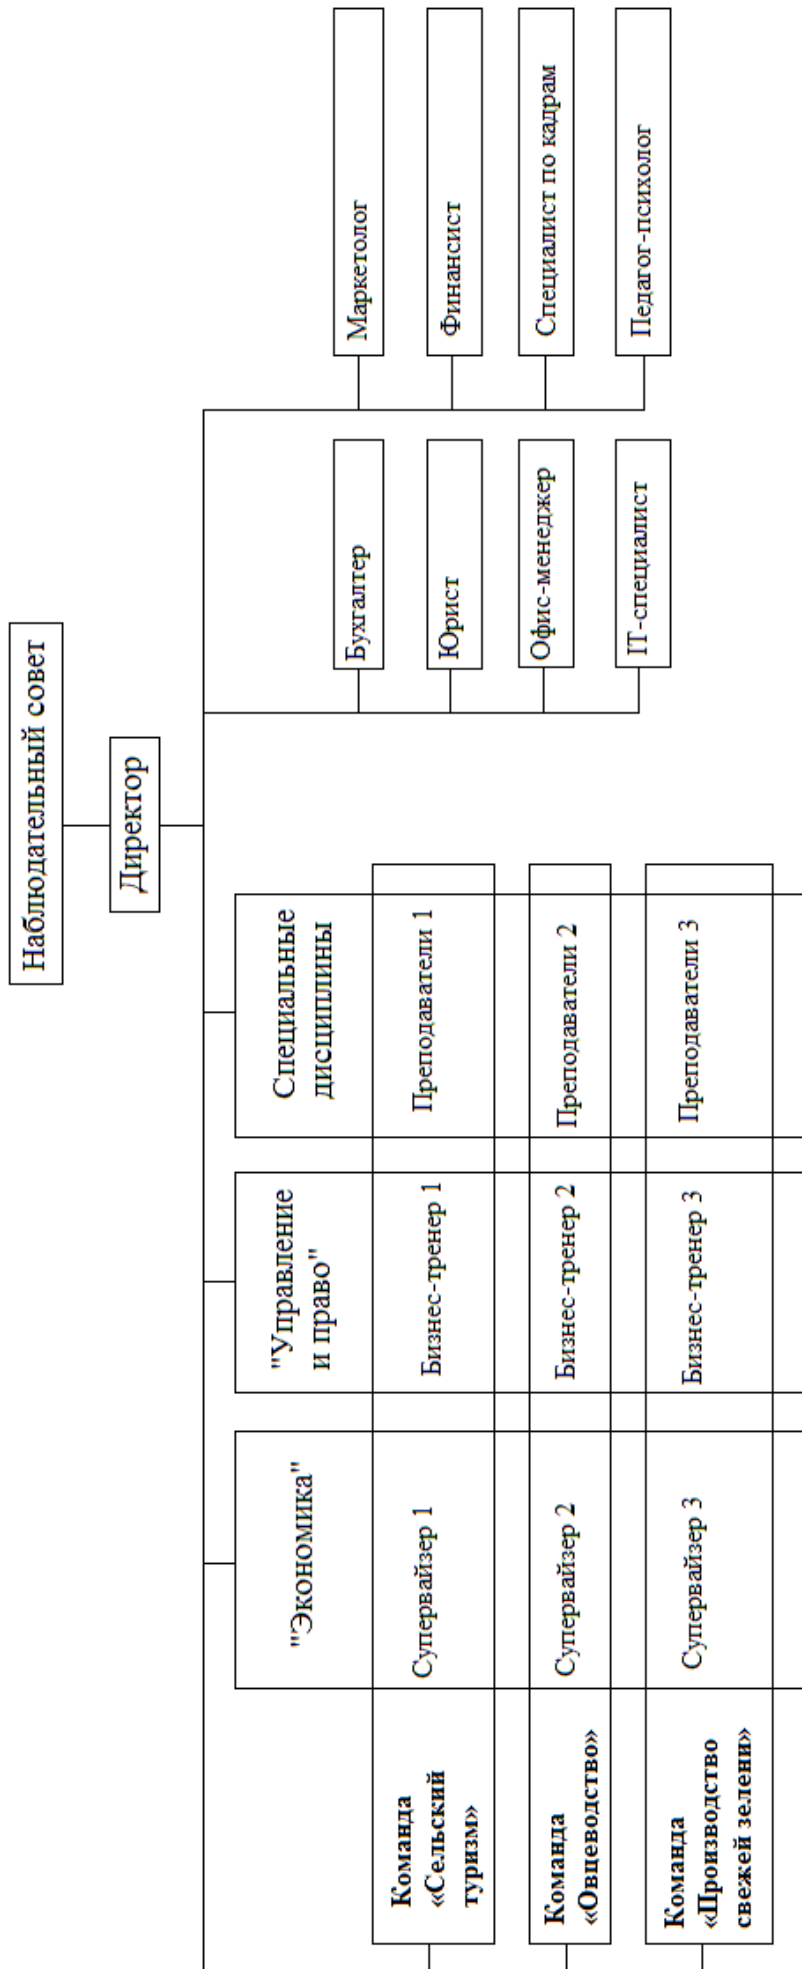 Наблюдательный совет
Директор
"Экономика"
"Управление
и право"
Специальные
дисциплины
Команда
«Сельский
туризм»
Супервайзер 1
Бизнес-тренер 1
Преподаватели 1
Команда
«Овцеводство»
Супервайзер 2
Бизнес-тренер 2
Преподаватели 2
Команда
«Производство
свежей зелени»
Супервайзер 3
Бизнес-тренер 3
Преподаватели 3
Бухгалтер
Юрист
Офис-менеджер
IT-специалист
Маркетолог
Финансист
Специалист по кадрам
Педагог-психолог